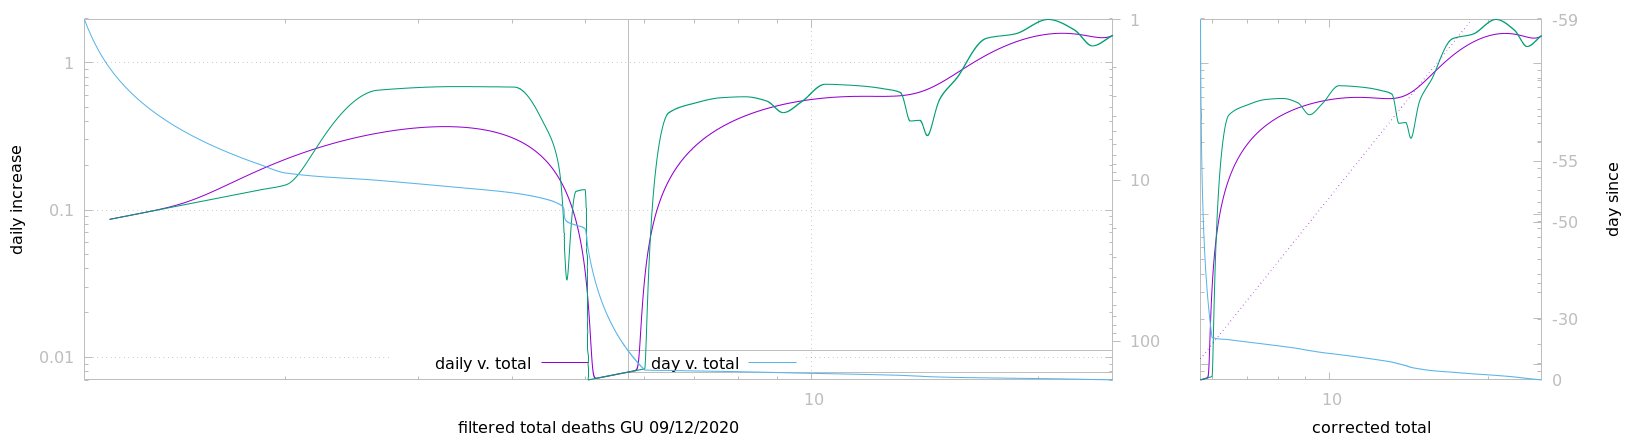 1
0.1
0.01
daily increase
daily v. total
day v. total
10
filtered total deaths GU 09/12/2020
1
10
100
10
corrected total
-59
-55
-50
-30
0
day since